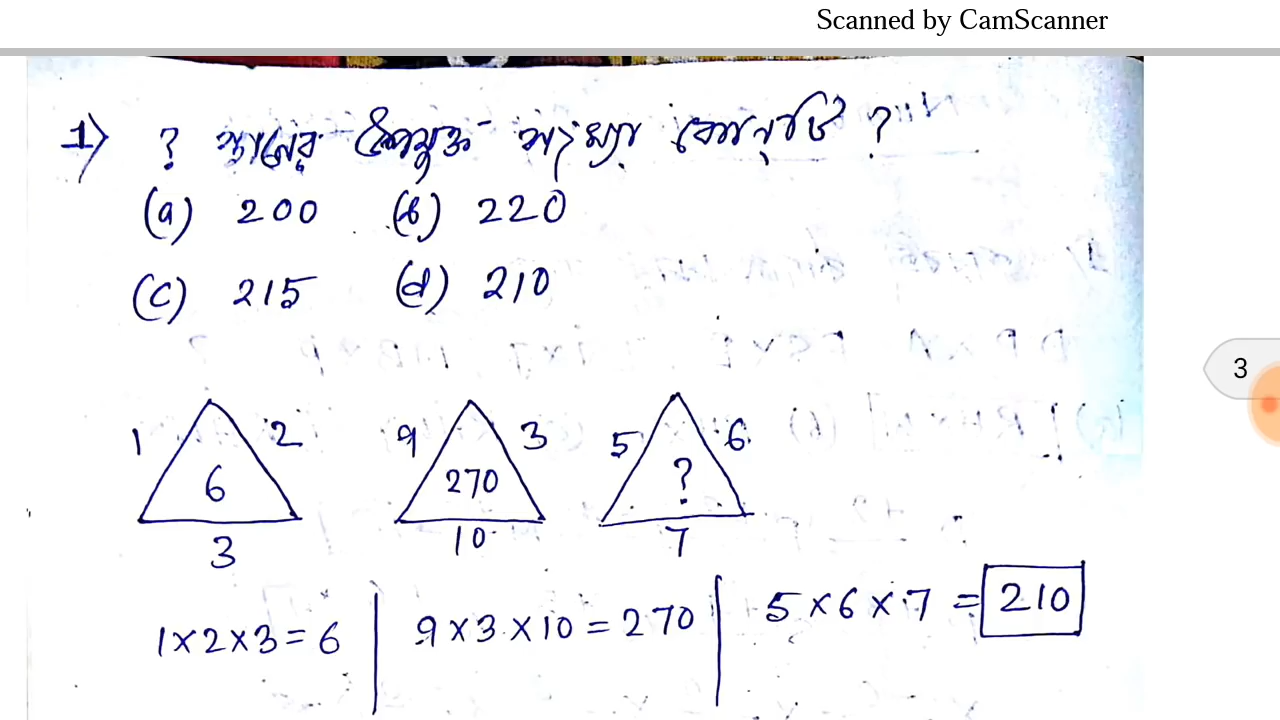 Scanned by CamScanner
1) ? স্থানের উপযুক্ত সংখ্যা কোনটি ?
(a) 200 (b) 220
(c) 215 (d) 210
1 2 9 3 5 6
6 270 ?
3 10 7
1×2×3=6 9×3×10=270 5×6×7=210
3